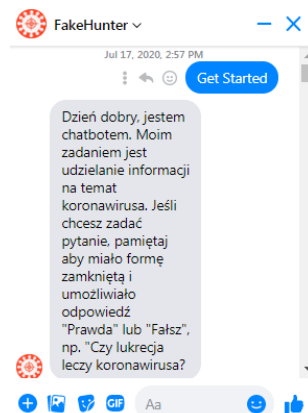 FakeHunter
Jul 17, 2020, 2:57 PM
Get Started
Dzień dobry, jestem
chatbotem. Moim
zadaniem jest
udzielanie informacji
na temat
koronawirusa. Jeśli
chcesz zadać
pytanie, pamiętaj
aby miało formę
zamkniętą i
umożliwiało
odpowiedź
"Prawda" lub "Fałsz",
np. "Czy lukrecja
leczy koronawirusa?
GIF
Aa